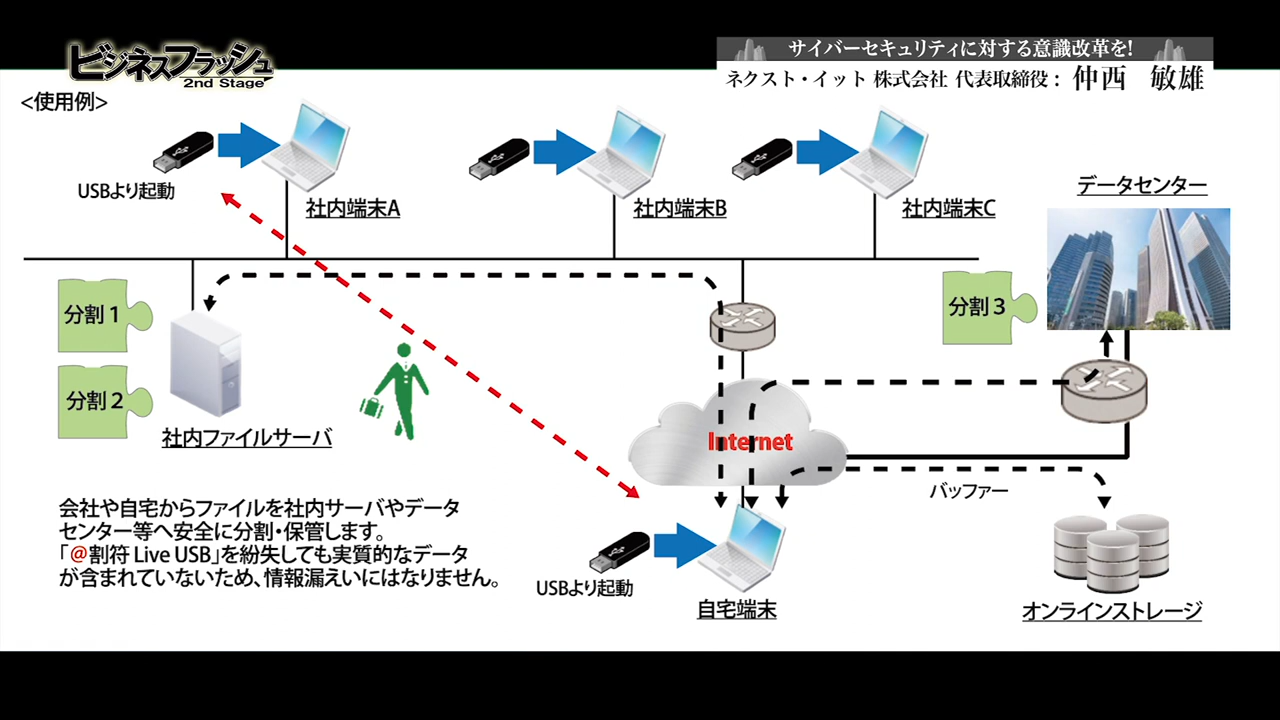 ビジネスフラッシュ
2nd Stage
サイバーセキュリティに対する意識改革を!
ネクスト・イット 株式会社 代表取締役: 仲西 敏雄
<使用例>
USBより起動
社内端末A
社内端末B
社内端末C
データセンター
分割1
分割2
分割3
社内ファイルサーバ
Internet
バッファー
会社や自宅からファイルを社内サーバやデータ
センター等へ安全に分割・保管します。
「@割符 Live USB」を紛失しても実質的なデータ
が含まれていないため、情報漏えいにはなりません。
USBより起動
自宅端末
オンラインストレージ